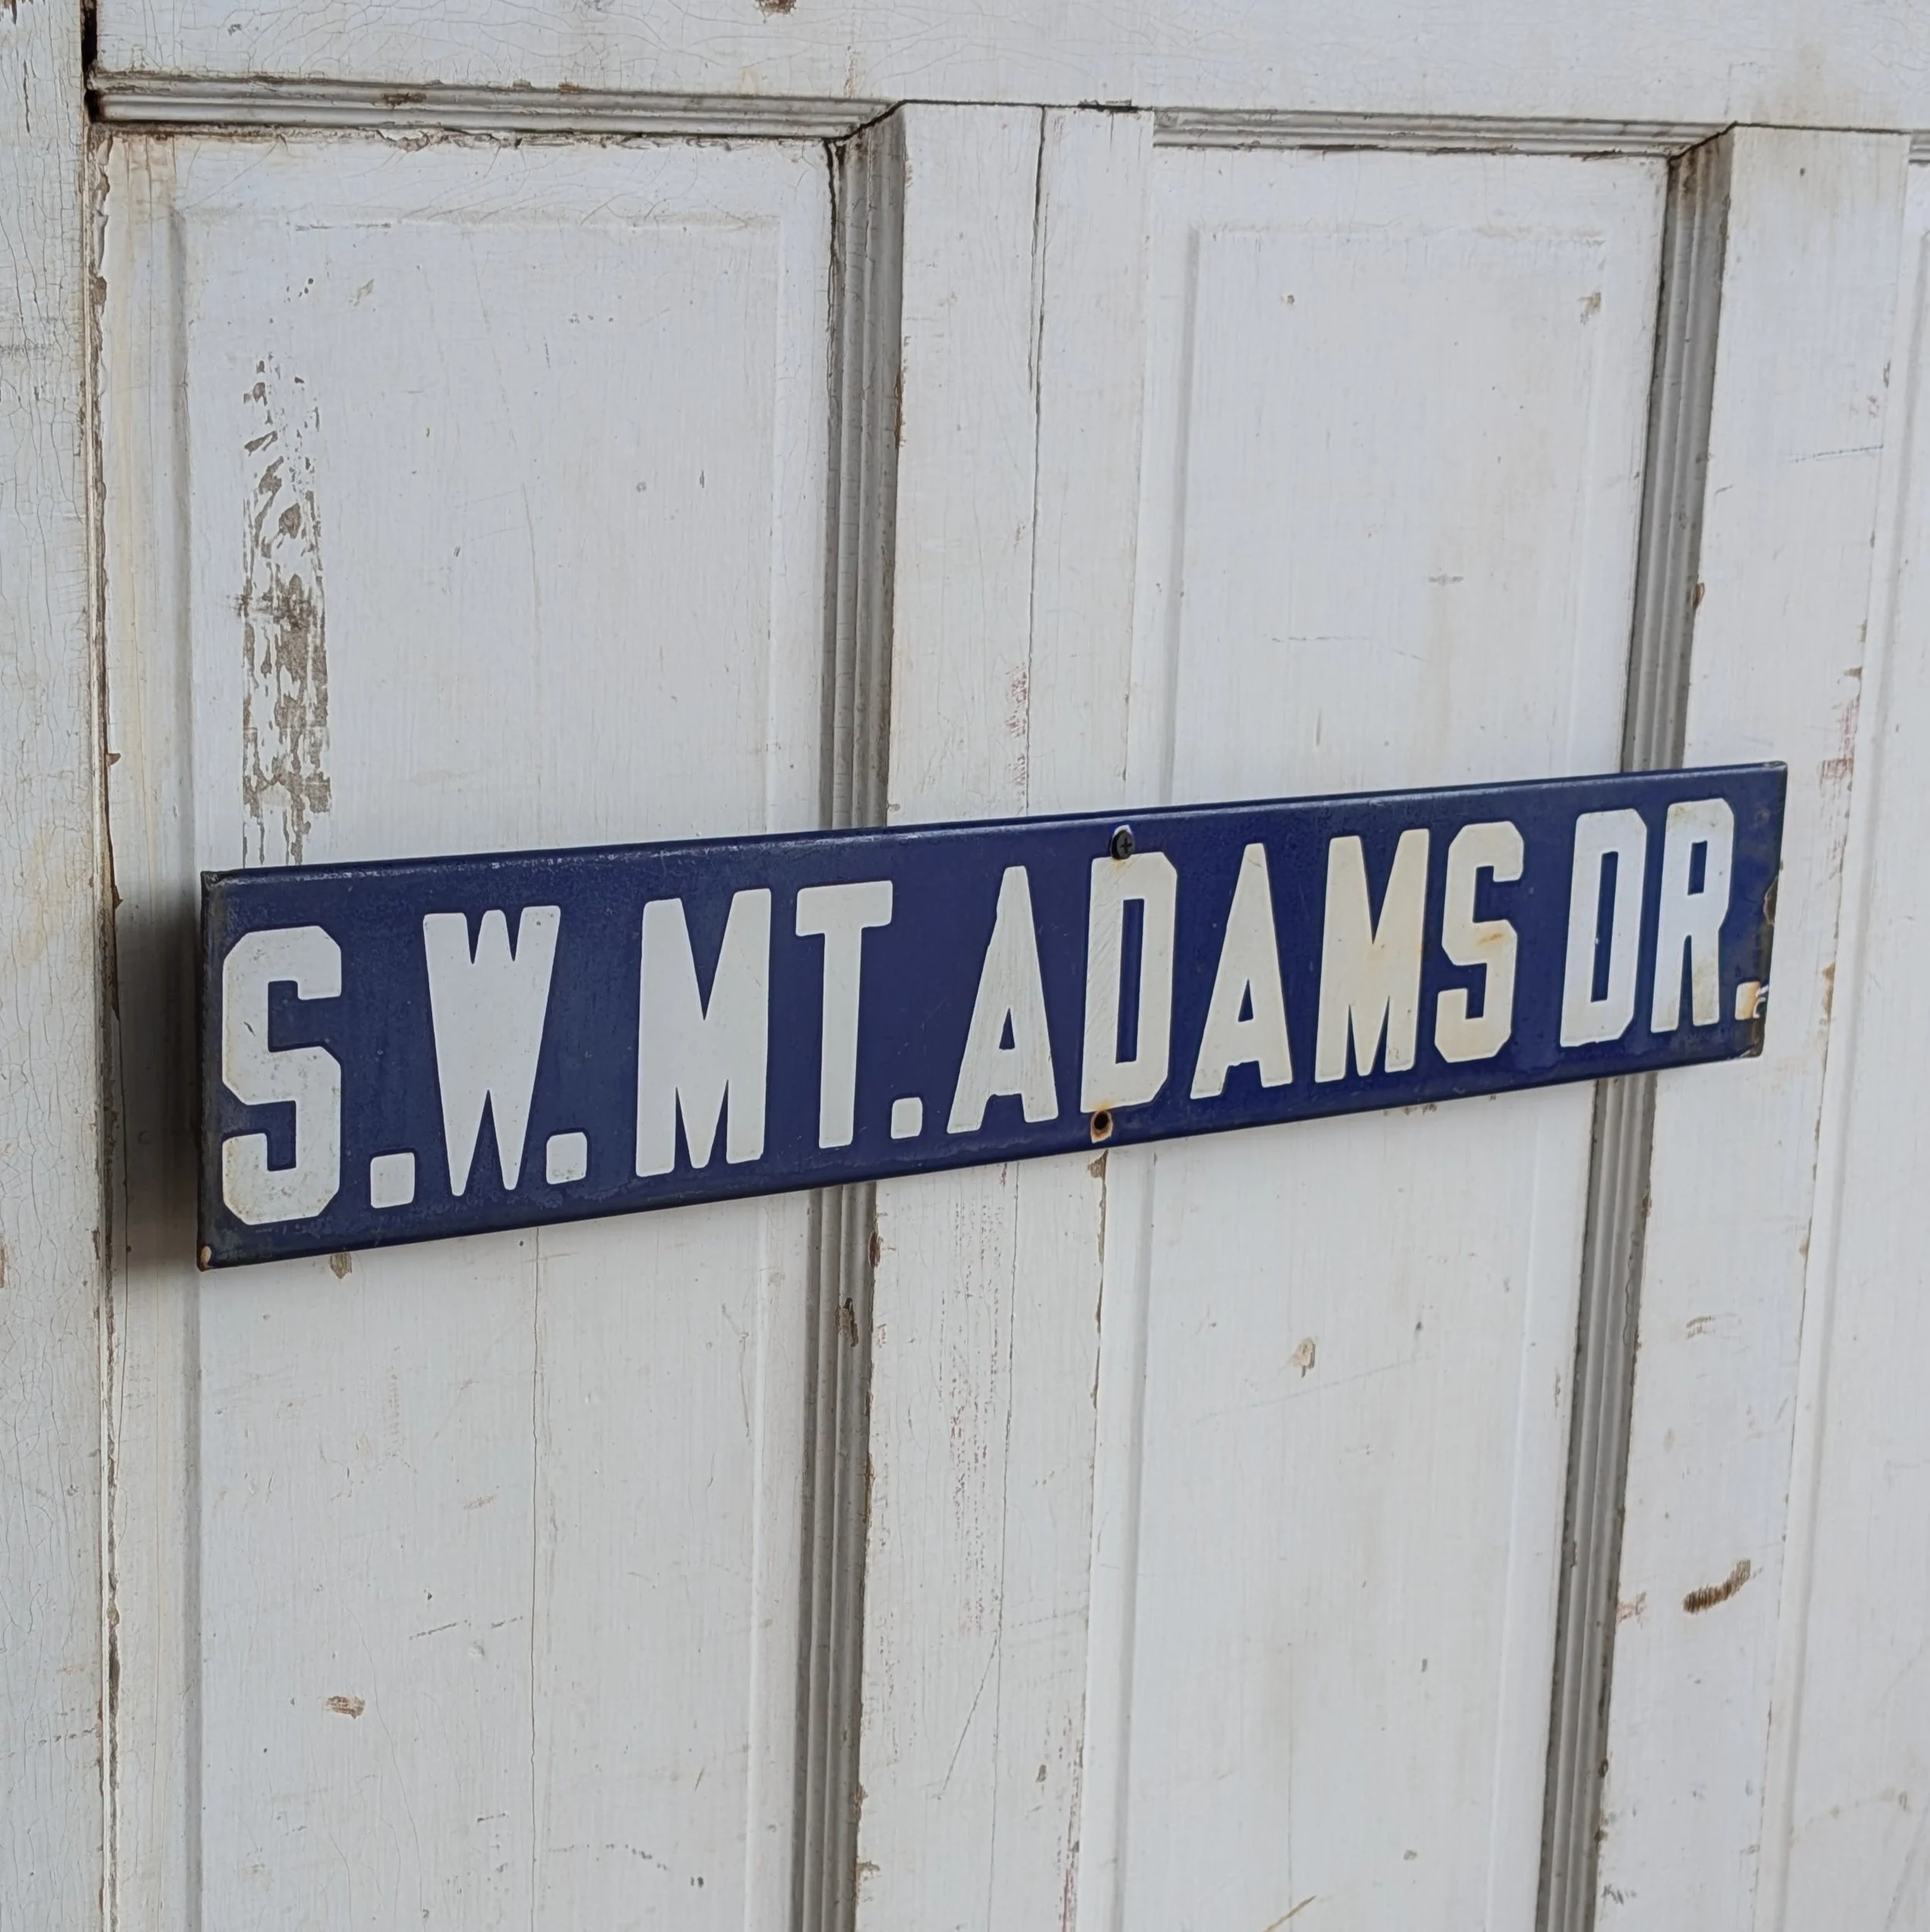 S.W. MT. ADAMS DR.